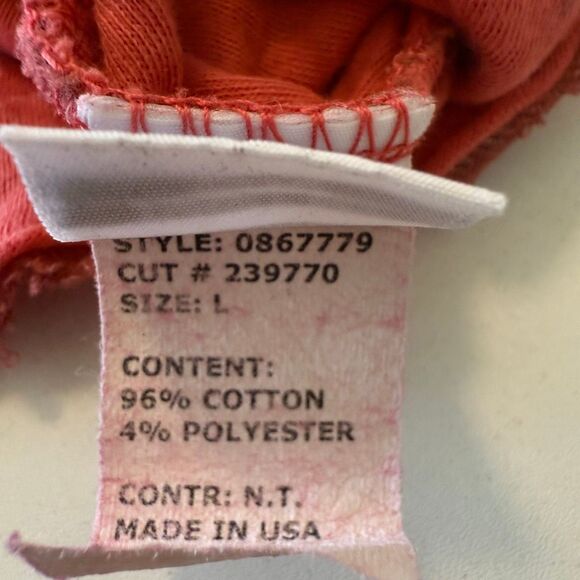 STYLE: 0867779
CUT # 239770
SIZE: L
CONTENT:
96% COTTON
4% POLYESTER
CONTR: N.T.
MADE IN USA